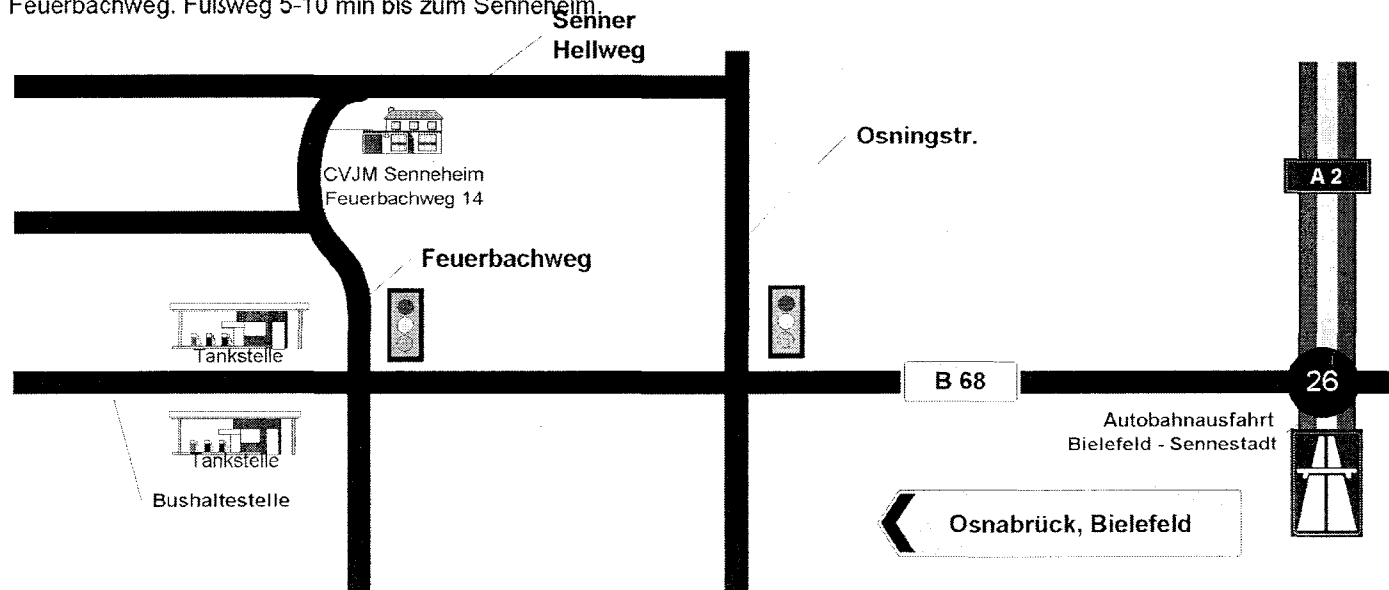 Feuerbachweg. Fußweg 5-10 min bis zum Senneheim.
Senner
Hellweg
Osningstr.
A 2
CVJM Senneheim
Feuerbachweg 14
Feuerbachweg
Tankstelle
B 68
26
Autobahnausfahrt
Bielefeld - Sennestadt
Tankstelle
Bushaltestelle
Osnabrück, Bielefeld